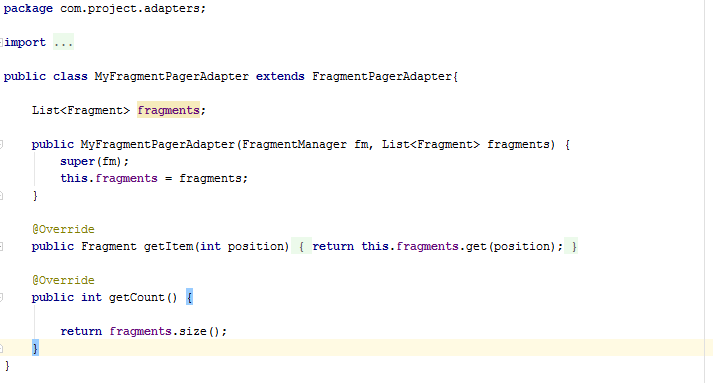 package com.project.adapters;
import ...
public class MyFragmentPagerAdapter extends FragmentPagerAdapter{
List<Fragment> fragments;
public MyFragmentPagerAdapter(FragmentManager fm, List<Fragment> fragments) {
super(fm);
this.fragments = fragments;
}
@Override
public Fragment getItem(int position) { return this.fragments.get(position); }
@Override
public int getCount() {
return fragments.size();
}
}